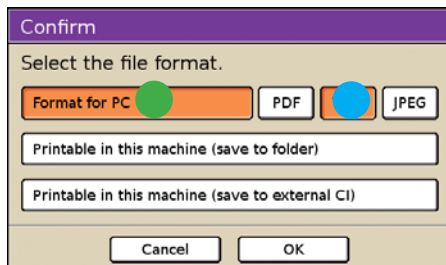 Confirm
Select the file format.
Format for PC PDF JPEG
Printable in this machine (save to folder)
Printable in this machine (save to external CI)
Cancel OK